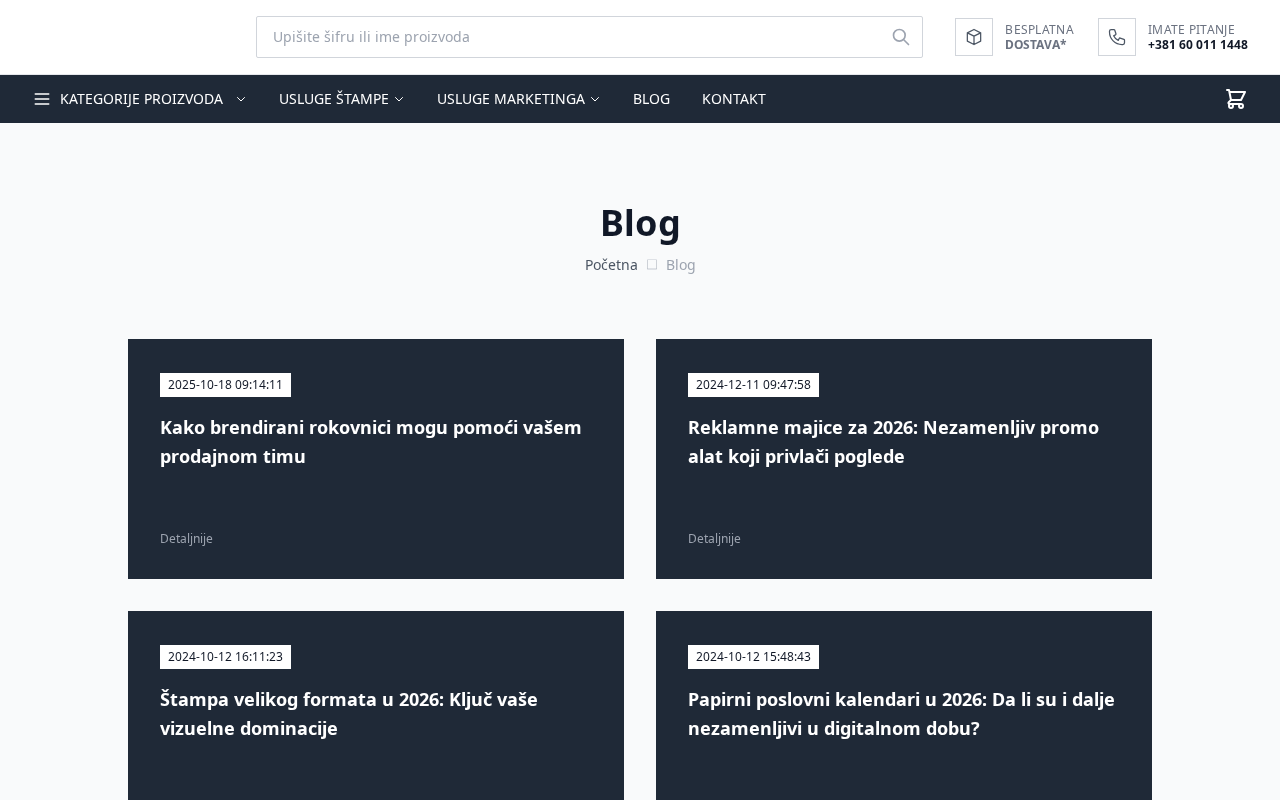 Upišite šifru ili ime proizvoda
BESPLATNA
DOSTAVA*
IMATE PITANJE
+381 60 011 1448
KATEGORIJE PROIZVODA
USLUGE ŠTAMPE
USLUGE MARKETINGA
BLOG
KONTAKT
Blog
Početna
Blog
2025-10-18 09:14:11
Kako brendirani rokovnici mogu pomoći vašem
prodajnom timu
Detaljnije
2024-12-11 09:47:58
Reklamne majice za 2026: Nezamenljiv promo
alat koji privlači poglede
Detaljnije
2024-10-12 16:11:23
Štampa velikog formata u 2026: Ključ vaše
vizuelne dominacije
2024-10-12 15:48:43
Papirni poslovni kalendari u 2026: Da li su i dalje
nezamenljivi u digitalnom dobu?